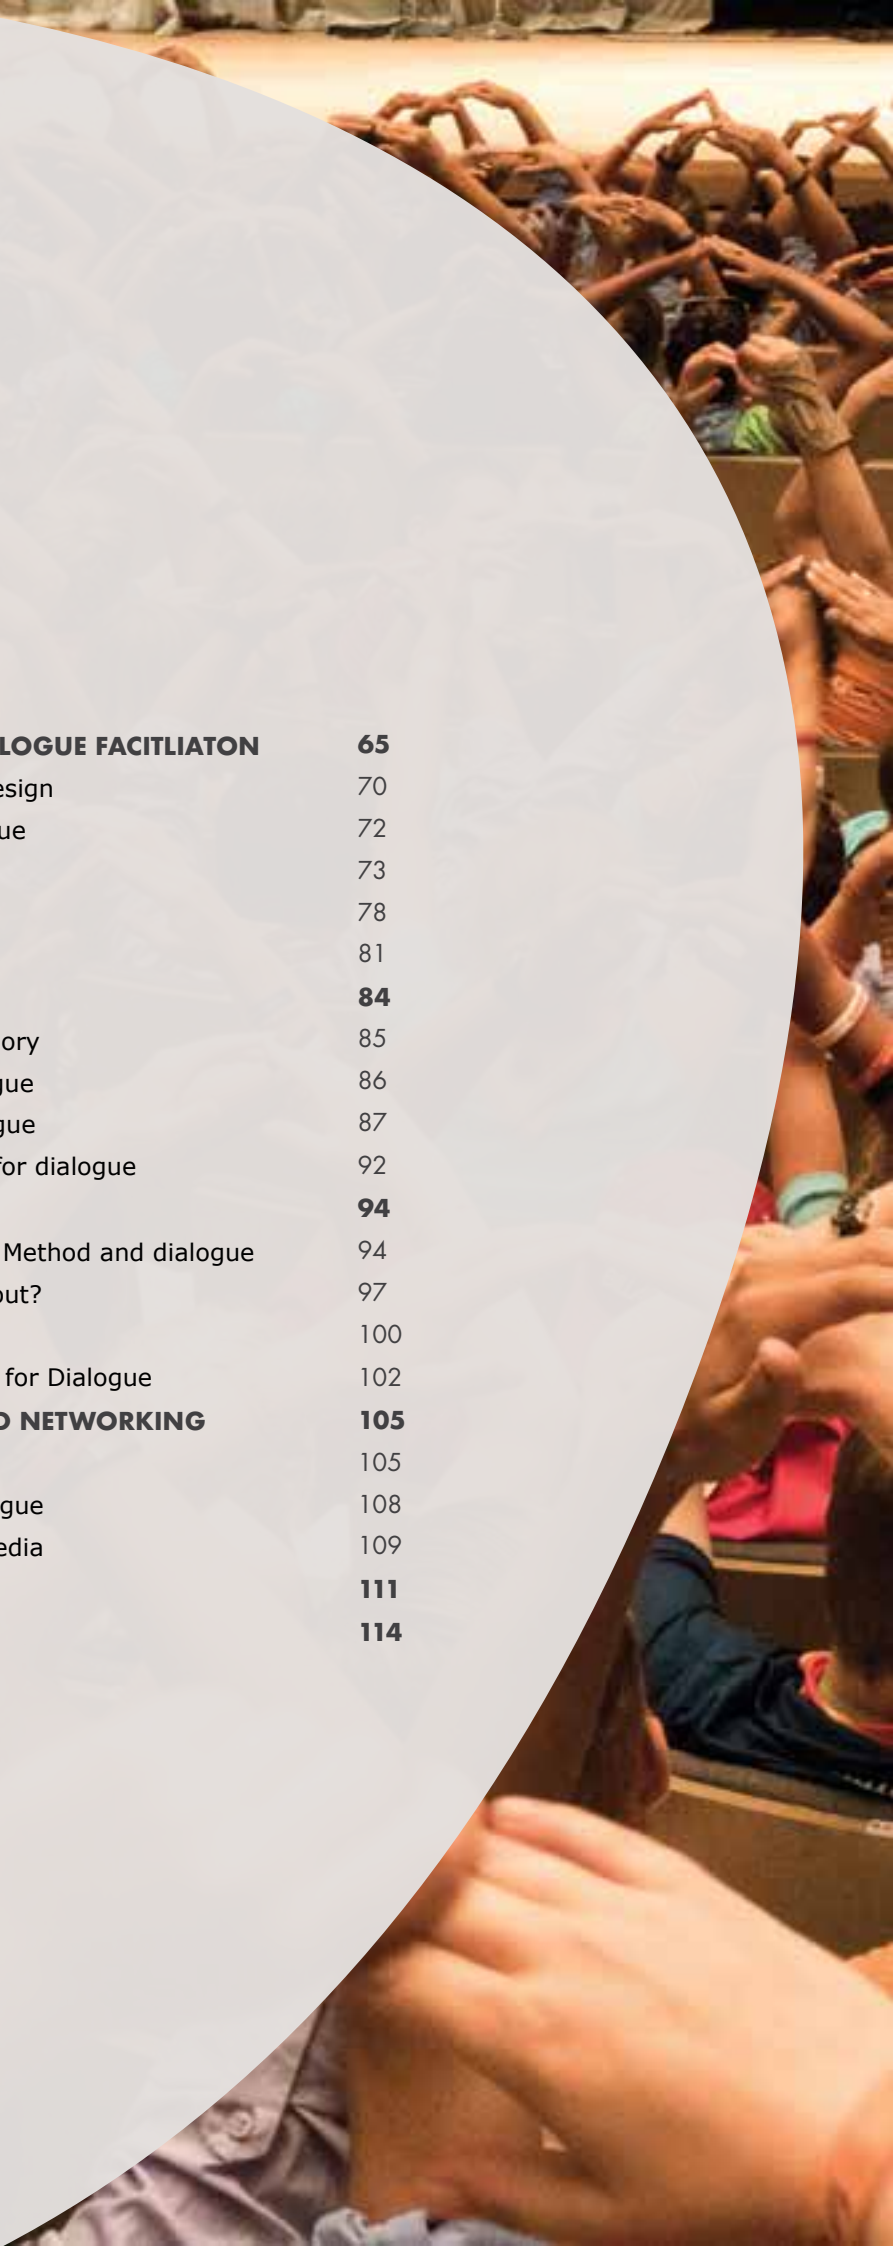 LOGUE FACITLIATON 65
esign 70
ue 72
73
78
81
84
ory 85
gue 86
gue 87
for dialogue 92
94
Method and dialogue 94
out? 97
100
for Dialogue 102
D NETWORKING 105
105
gue 108
edia 109
111
114